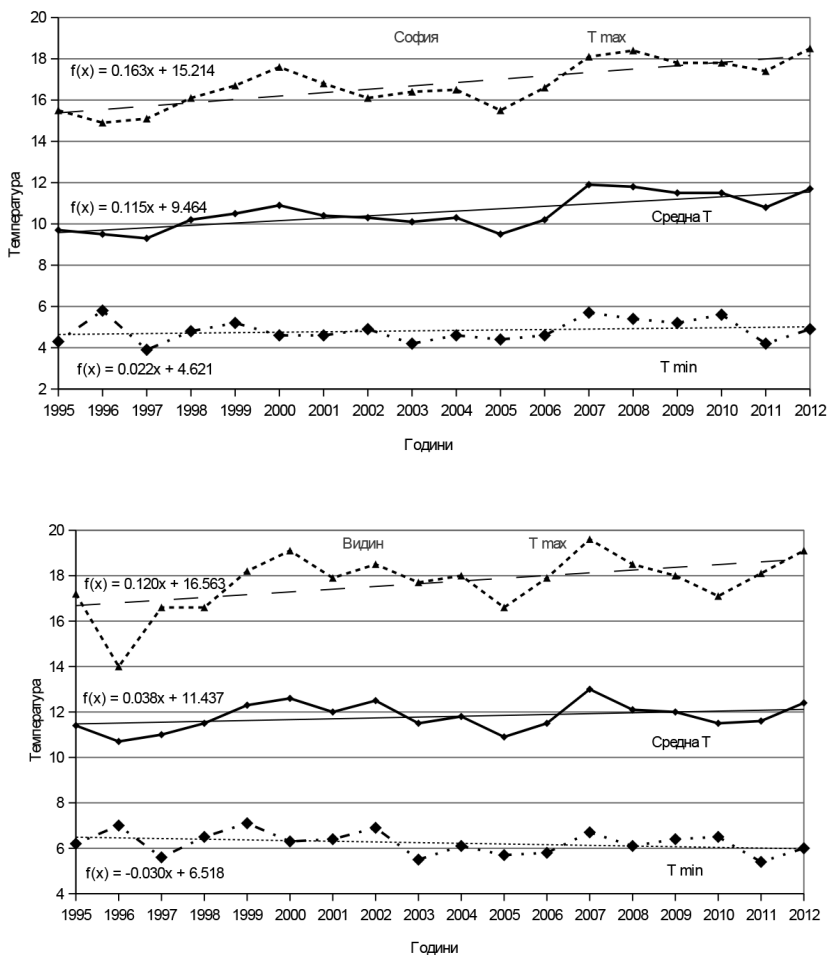 20
София T max
18
f(x) = 0.163x + 15.214
16
14
12
f(x) = 0.115x + 9.464
Средна T
10
Температура
8
6
4
T min
f(x) = 0.022x + 4.621
2
1995 1996 1997 1998 1999 2000 2001 2002 2003 2004 2005 2006 2007 2008 2009 2010 2011 2012
Години
20
Видин T max
18
f(x) = 0.120x + 16.563
16
14
f(x) = 0.038x + 11.437
12
Средна T
10
Температура
8
6
f(x) = -0.030x + 6.518
T min
4
1995 1996 1997 1998 1999 2000 2001 2002 2003 2004 2005 2006 2007 2008 2009 2010 2011 2012
Години